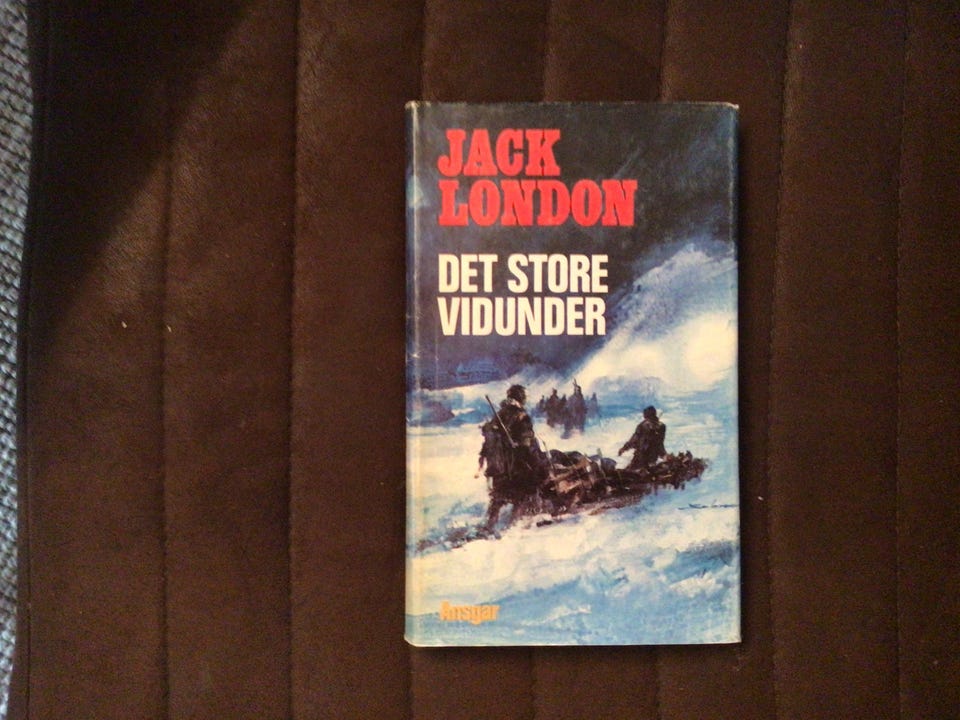 JACK
LONDON
DET STORE
VIDUNDER
Ansgar